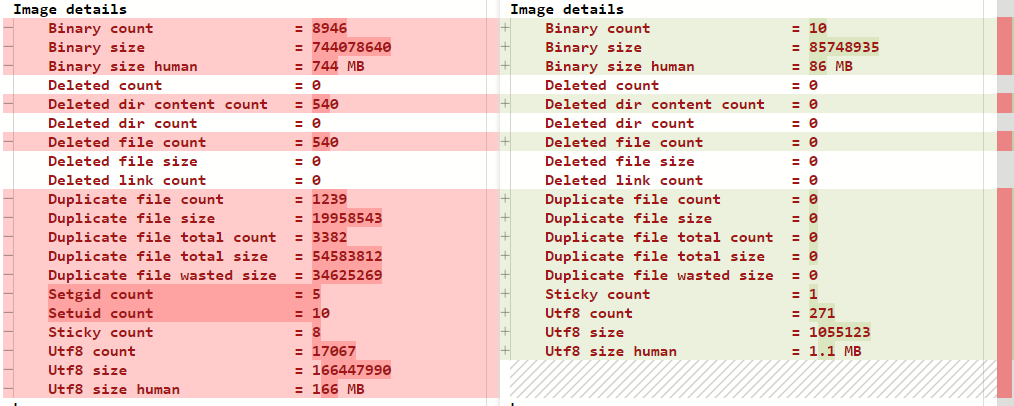 Image details
Binary count = 8946
Binary size = 744078640
Binary size human = 744 MB
Deleted count = 0
Deleted dir content count = 540
Deleted dir count = 0
Deleted file count = 540
Deleted file size = 0
Deleted link count = 0
Duplicate file count = 1239
Duplicate file size = 19958543
Duplicate file total count = 3382
Duplicate file total size = 54583812
Duplicate file wasted size = 34625269
Setgid count = 5
Setuid count = 10
Sticky count = 8
Utf8 count = 17067
Utf8 size = 166447990
Utf8 size human = 166 MB
Image details
Binary count = 10
Binary size = 85748935
Binary size human = 86 MB
Deleted count = 0
Deleted dir content count = 0
Deleted dir count = 0
Deleted file count = 0
Deleted file size = 0
Deleted link count = 0
Duplicate file count = 0
Duplicate file size = 0
Duplicate file total count = 0
Duplicate file total size = 0
Duplicate file wasted size = 0
Sticky count = 1
Utf8 count = 271
Utf8 size = 1055123
Utf8 size human = 1.1 MB